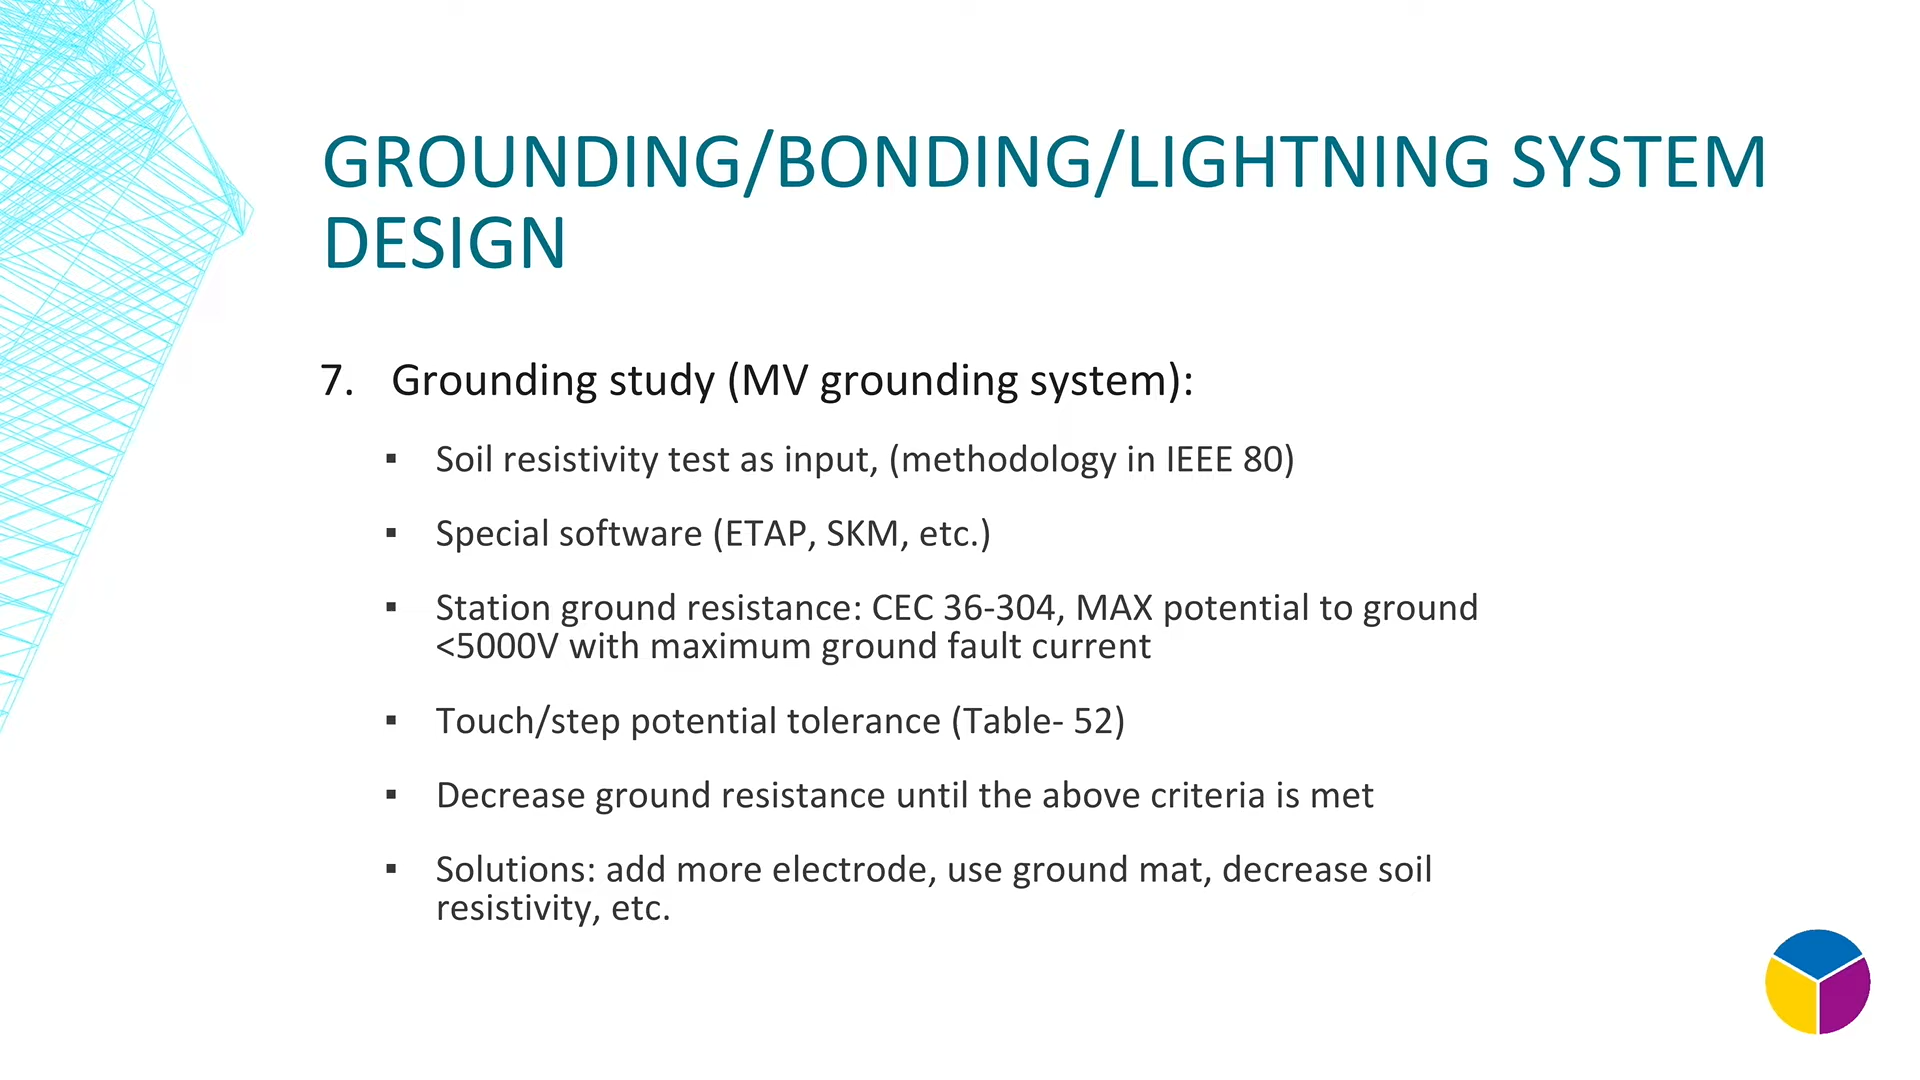 GROUNDING/BONDING/LIGHTNING SYSTEM
DESIGN
7. Grounding study (MV grounding system):
▪ Soil resistivity test as input, (methodology in IEEE 80)
▪ Special software (ETAP, SKM, etc.)
▪ Station ground resistance: CEC 36-304, MAX potential to ground
<5000V with maximum ground fault current
▪ Touch/step potential tolerance (Table- 52)
▪ Decrease ground resistance until the above criteria is met
▪ Solutions: add more electrode, use ground mat, decrease soil
resistivity, etc.